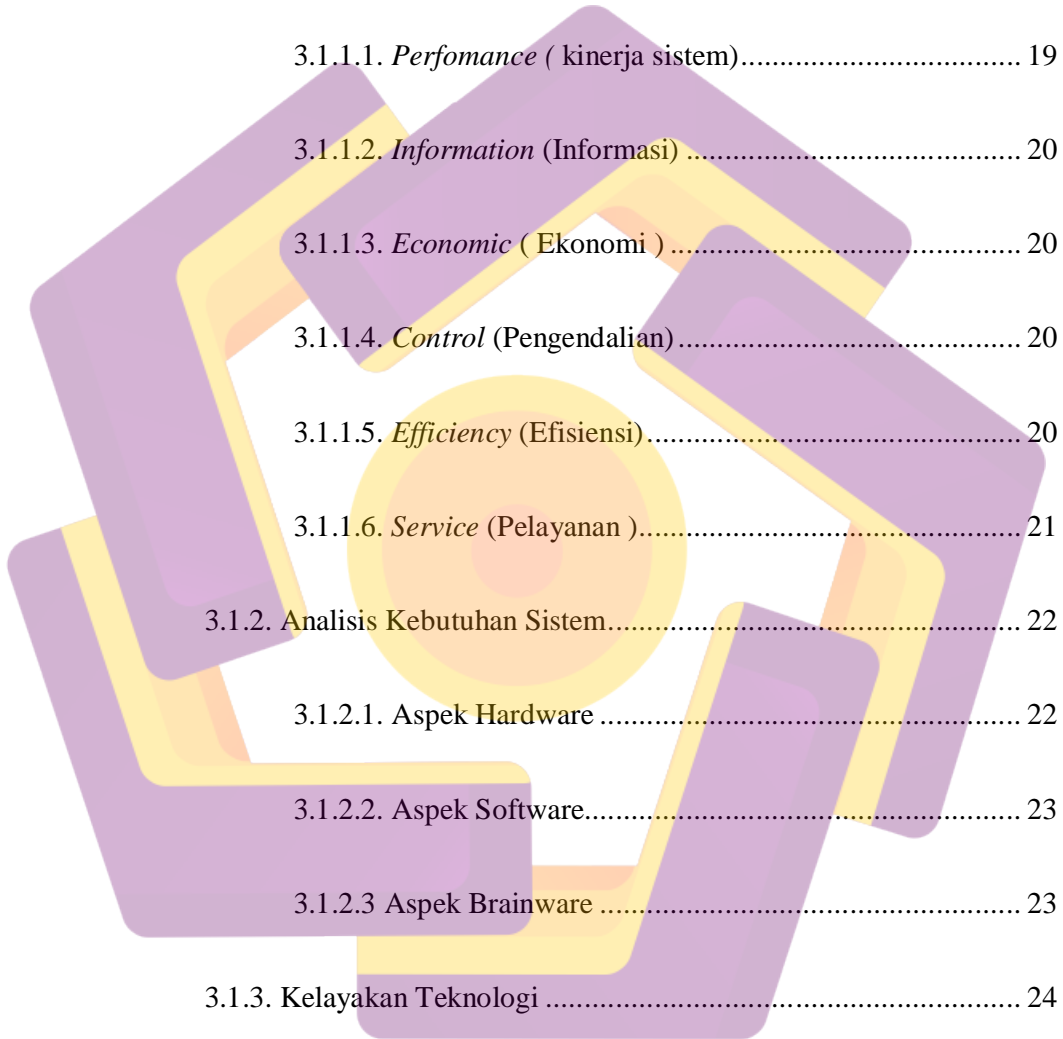 3.1.1.1. Perfomance ( kinerja sistem)..................................... 19
3.1.1.2. Information (Informasi) ............................................ 20
3.1.1.3. Economic ( Ekonomi ) .............................................. 20
3.1.1.4. Control (Pengendalian) ............................................. 20
3.1.1.5. Efficiency (Efisiensi).................................................. 20
3.1.1.6. Service (Pelayanan )................................................... 21
3.1.2. Analisis Kebutuhan Sistem....................................................... 22
3.1.2.1. Aspek Hardware ........................................................ 22
3.1.2.2. Aspek Software.......................................................... 23
3.1.2.3 Aspek Brainware ........................................................ 23
3.1.3. Kelayakan Teknologi ............................................................... 24